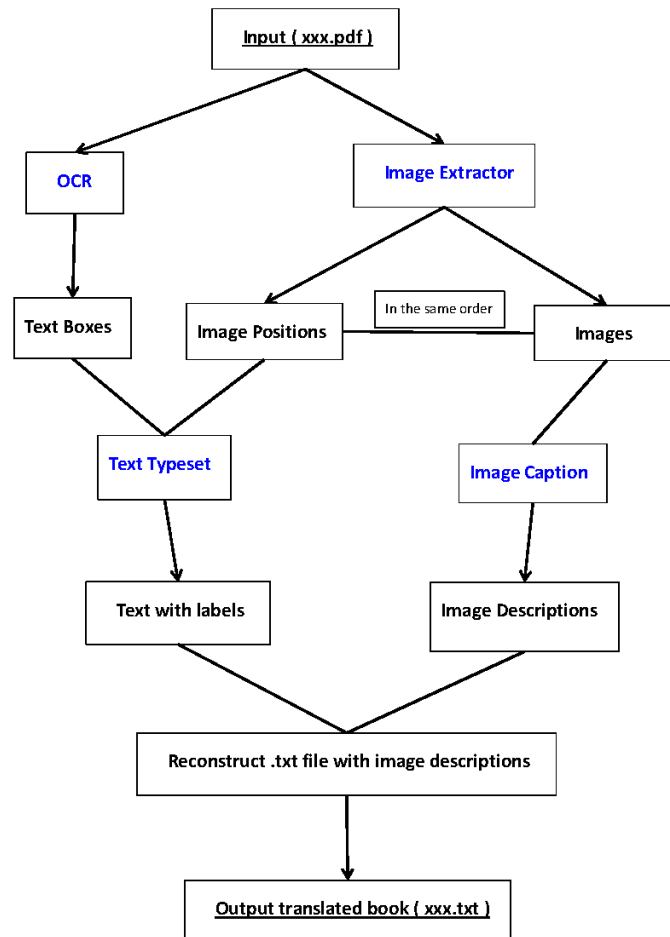 Input ( xxx.pdf )
OCR
Image Extractor
In the same order
Text Boxes
Image Positions
Images
Text Typeset
Image Caption
Text with labels
Image Descriptions
Reconstruct .txt file with image descriptions
Output translated book ( xxx.txt )